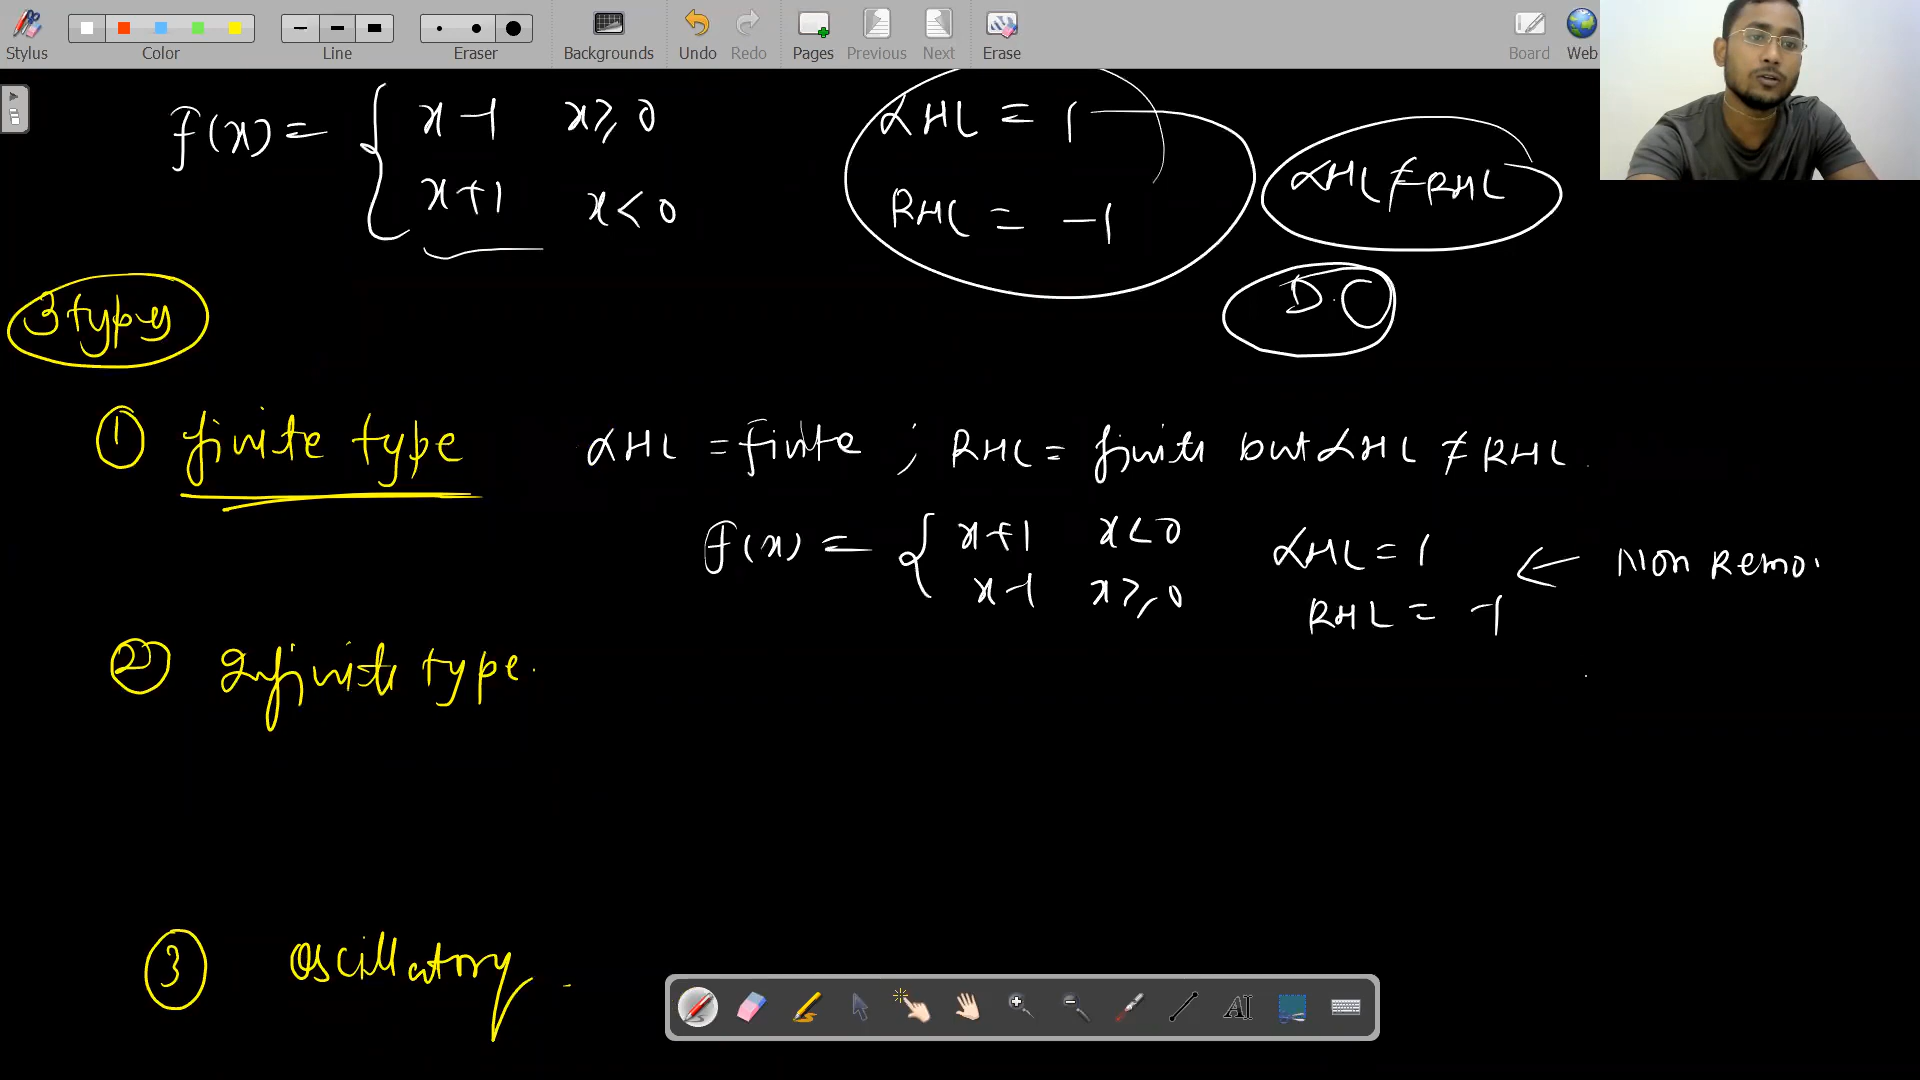 Stylus Color Line Eraser Backgrounds Undo Redo Pages Previous Next Erase Board Web
f(x) = { x-1 x≥0
x+1 x<0
LHL = 1
RHL = -1
LHL ≠ RHL
D.C
3 types
① finite type LHL = finite ; RHL = finite but LHL ≠ RHL
f(x) = { x+1 x<0
x-1 x≥0
LHL = 1
RHL = -1
← Non Remo
② Infinite type.
③ Oscillatory